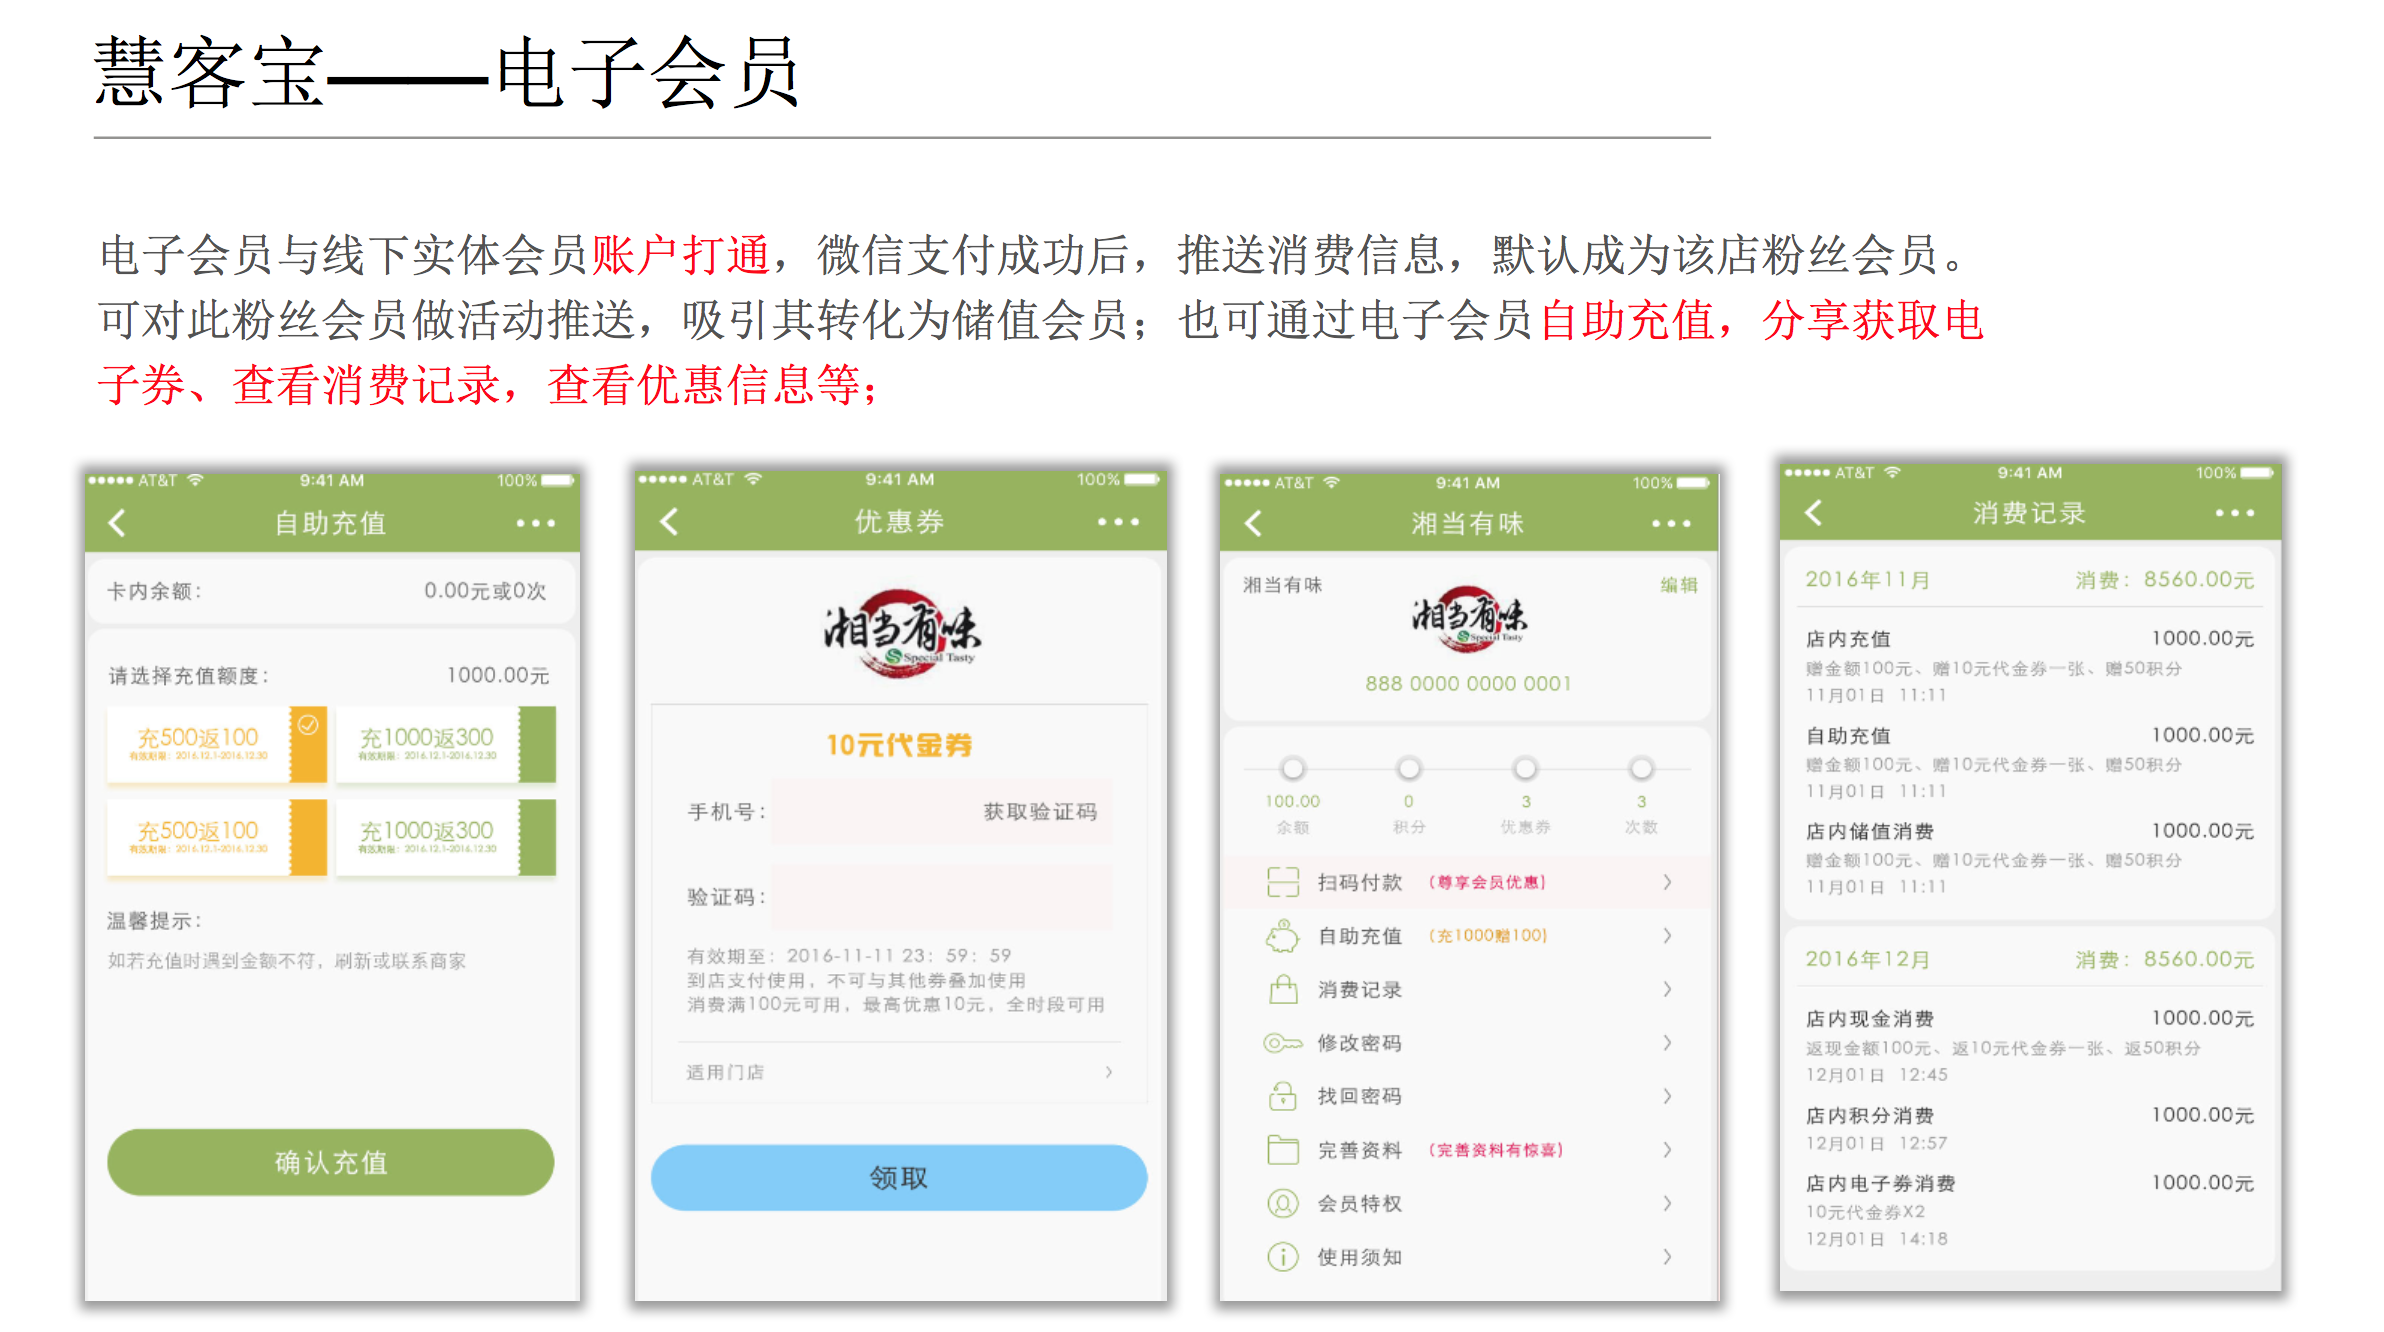 慧客宝——电子会员
电子会员与线下实体会员账户打通，微信支付成功后，推送消费信息，默认成为该店粉丝会员。
可对此粉丝会员做活动推送，吸引其转化为储值会员；也可通过电子会员自助充值，分享获取电
子券、查看消费记录，查看优惠信息等；
AT&T 9:41 AM 100%
自助充值
卡内余额： 0.00元或0次
请选择充值额度： 1000.00元
充500返100
有效期限：2016.12.1-2016.12.30
充1000返300
有效期限：2016.12.1-2016.12.30
充500返100
有效期限：2016.12.1-2016.12.30
充1000返300
有效期限：2016.12.1-2016.12.30
温馨提示：
如若充值时遇到金额不符，刷新或联系商家
确认充值
AT&T 9:41 AM 100%
优惠券
湘当有味
Special Tasty
10元代金券
手机号： 获取验证码
验证码：
有效期至：2016-11-11 23：59：59
到店支付使用，不可与其他券叠加使用
消费满100元可用，最高优惠10元，全时段可用
适用门店
领取
AT&T 9:41 AM 100%
湘当有味
湘当有味 编辑
湘当有味
Special Tasty
888 0000 0000 0001
100.00 0 3 3
余额 积分 优惠券 次数
扫码付款 （尊享会员优惠）
自助充值 （充1000赠100）
消费记录
修改密码
找回密码
完善资料 （完善资料有惊喜）
会员特权
使用须知
AT&T 9:41 AM 100%
消费记录
2016年11月 消费：8560.00元
店内充值 1000.00元
赠金额100元、赠10元代金券一张、赠50积分
11月01日 11:11
自助充值 1000.00元
赠金额100元、赠10元代金券一张、赠50积分
11月01日 11:11
店内储值消费 1000.00元
赠金额100元、赠10元代金券一张、赠50积分
11月01日 11:11
2016年12月 消费：8560.00元
店内现金消费 1000.00元
返现金额100元、返10元代金券一张、返50积分
12月01日 12:45
店内积分消费 1000.00元
12月01日 12:57
店内电子券消费 1000.00元
10元代金券X2
12月01日 14:18